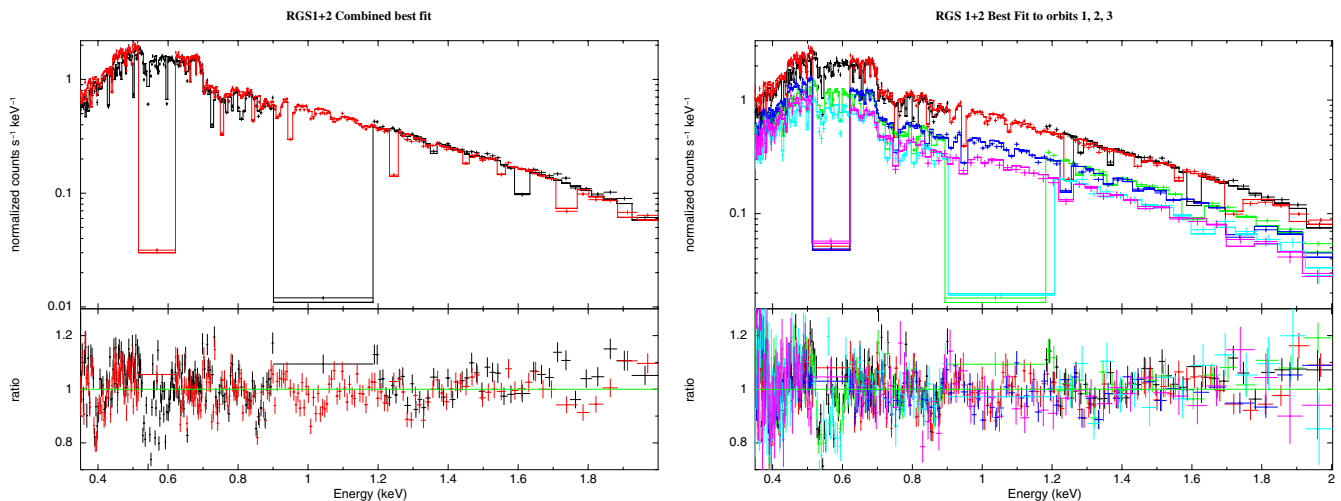 RGS1+2 Combined best fit
normalized counts s⁻¹ keV⁻¹
1
0.1
0.01
ratio
1.2
1
0.8
0.4 0.6 0.8 1 1.2 1.4 1.6 1.8
Energy (keV)
RGS 1+2 Best Fit to orbits 1, 2, 3
normalized counts s⁻¹ keV⁻¹
1
0.1
ratio
1.2
1
0.8
0.4 0.6 0.8 1 1.2 1.4 1.6 1.8 2
Energy (keV)